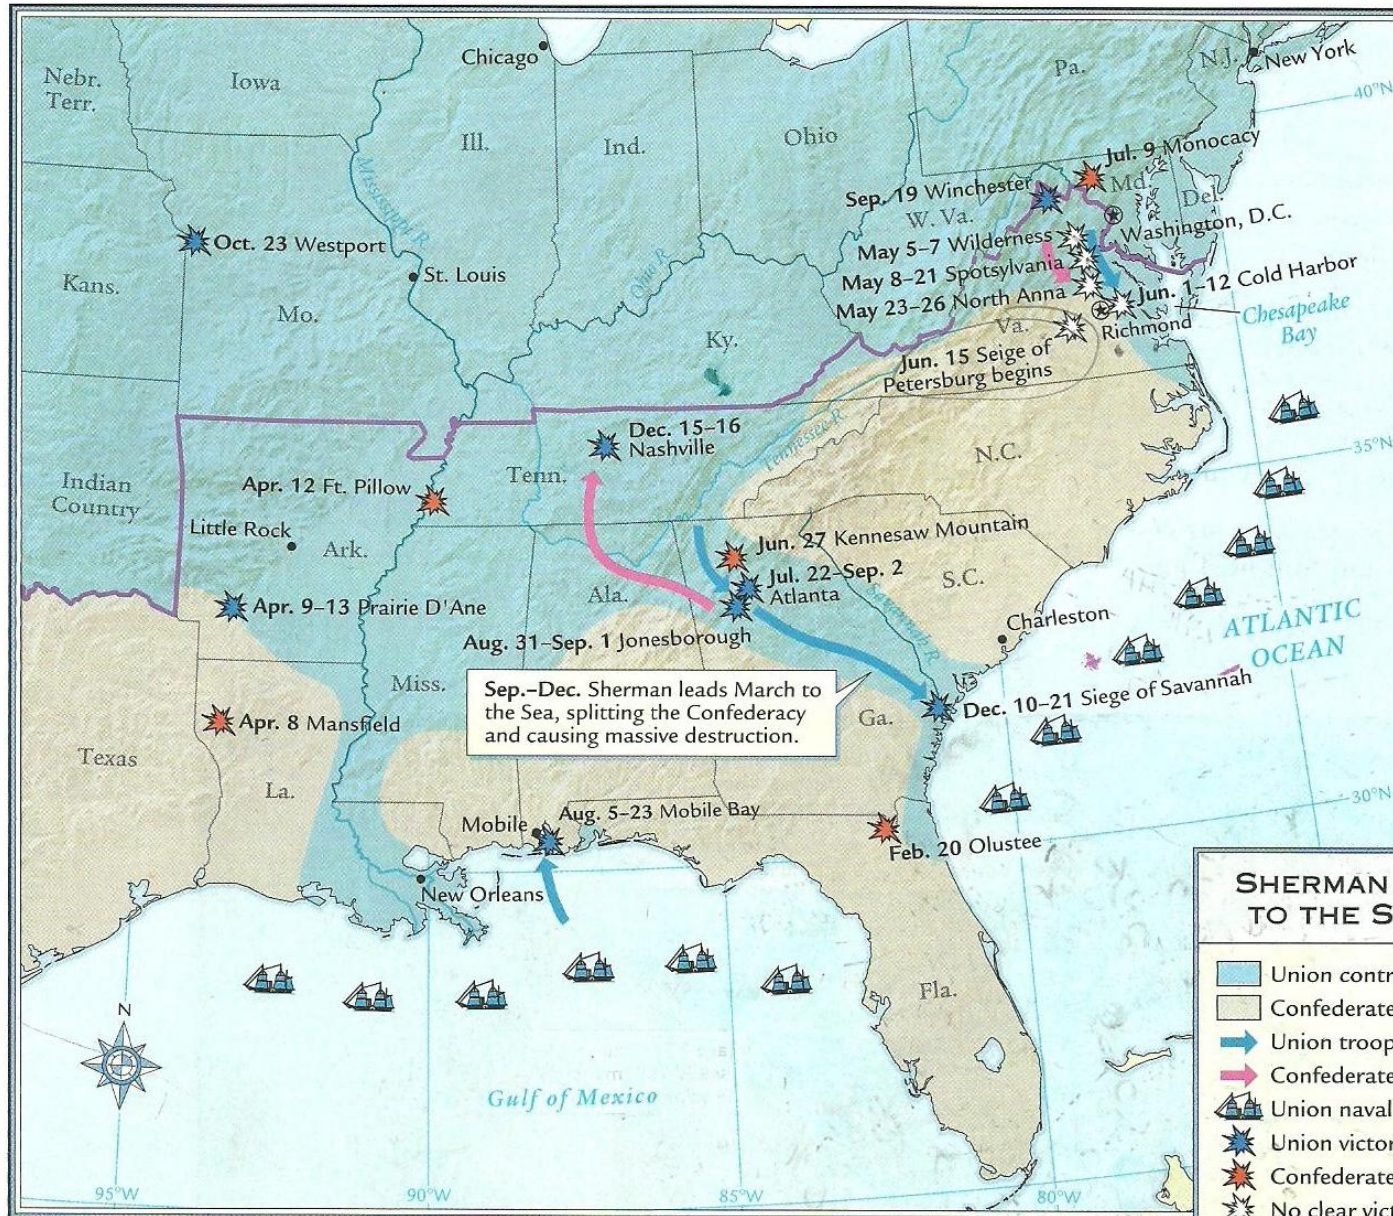 Chicago
New York
N.J.
Pa.
40°N
Nebr.
Terr.
Iowa
Ill.
Ind.
Ohio
Mississippi R.
Jul. 9 Monocacy
Md.
Del.
Sep. 19 Winchester
W. Va.
Washington, D.C.
May 5–7 Wilderness
May 8–21 Spotsylvania
May 23–26 North Anna
Jun. 1–12 Cold Harbor
Chesapeake
Bay
Oct. 23 Westport
St. Louis
Kans.
Mo.
Ohio R.
Ky.
Va.
Richmond
Jun. 15 Seige of
Petersburg begins
Dec. 15–16
Nashville
Tennessee R.
Tenn.
N.C.
35°N
Indian
Country
Apr. 12 Ft. Pillow
Little Rock
Ark.
Jun. 27 Kennesaw Mountain
Jul. 22–Sep. 2
Atlanta
S.C.
Ala.
Savannah R.
Apr. 9–13 Prairie D'Ane
Aug. 31–Sep. 1 Jonesborough
Charleston
ATLANTIC
OCEAN
Miss.
Sep.–Dec. Sherman leads March to
the Sea, splitting the Confederacy
and causing massive destruction.
Ga.
Dec. 10–21 Siege of Savannah
Apr. 8 Mansfield
Texas
La.
30°N
Mobile
Aug. 5–23 Mobile Bay
Feb. 20 Olustee
New Orleans
Fla.
N
Gulf of Mexico
95°W
90°W
85°W
80°W
SHERMAN
TO THE S
Union contr
Confederate
Union troop
Confederate
Union naval
Union victor
Confederate
No clear vict